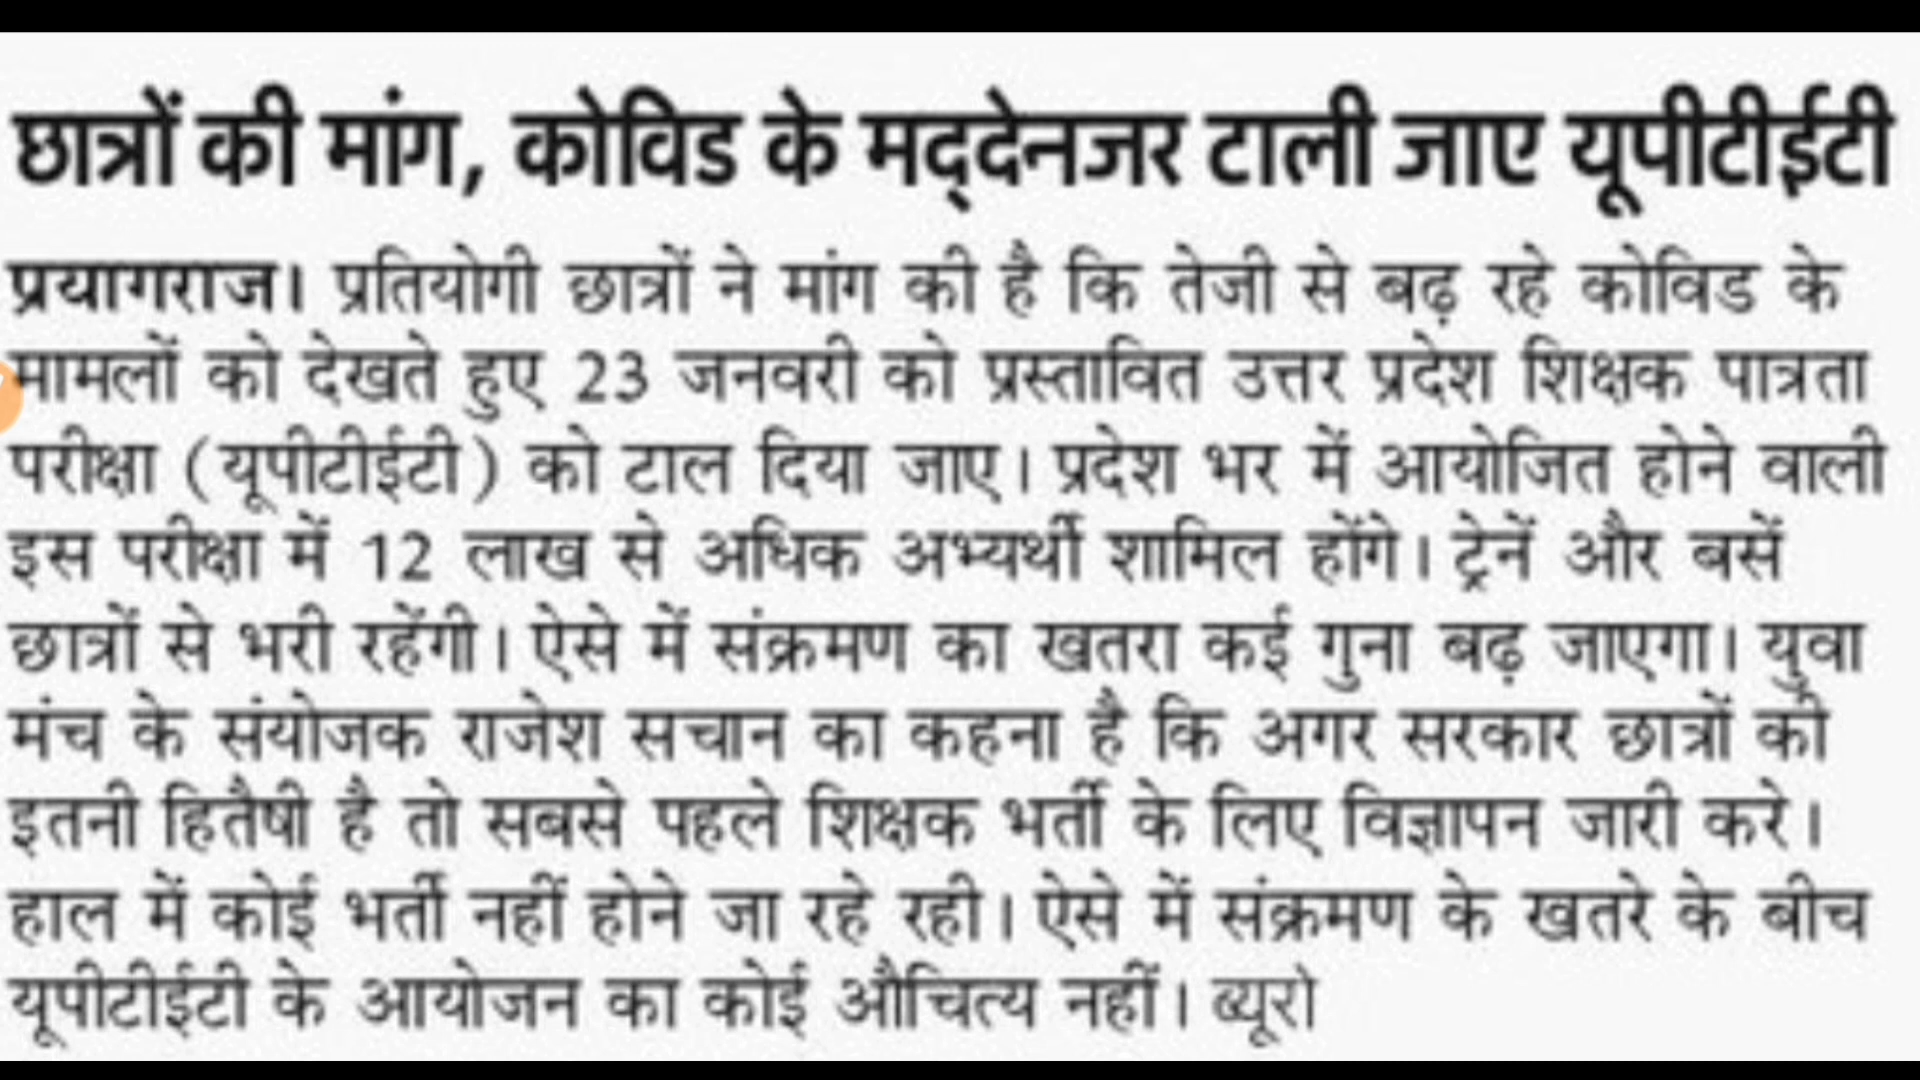 छात्रों की मांग, कोविड के मद्देनजर टाली जाए यूपीटीईटी
प्रयागराज। प्रतियोगी छात्रों ने मांग की है कि तेजी से बढ़ रहे कोविड के
मामलों को देखते हुए 23 जनवरी को प्रस्तावित उत्तर प्रदेश शिक्षक पात्रता
परीक्षा (यूपीटीईटी) को टाल दिया जाए। प्रदेश भर में आयोजित होने वाली
इस परीक्षा में 12 लाख से अधिक अभ्यर्थी शामिल होंगे। ट्रेनें और बसें
छात्रों से भरी रहेंगी। ऐसे में संक्रमण का खतरा कई गुना बढ़ जाएगा। युवा
मंच के संयोजक राजेश सचान का कहना है कि अगर सरकार छात्रों की
इतनी हितैषी है तो सबसे पहले शिक्षक भर्ती के लिए विज्ञापन जारी करे।
हाल में कोई भर्ती नहीं होने जा रहे रही। ऐसे में संक्रमण के खतरे के बीच
यूपीटीईटी के आयोजन का कोई औचित्य नहीं। ब्यूरो